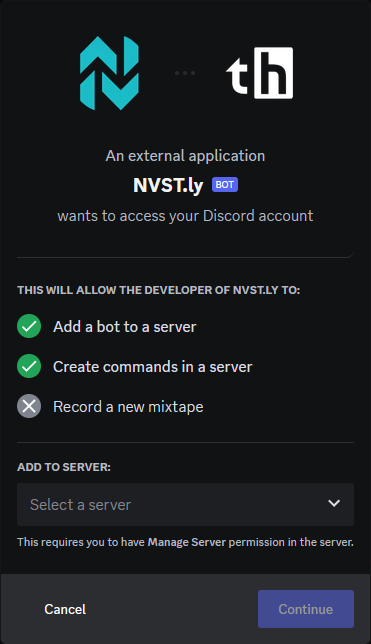 th
An external application
NVST.ly BOT
wants to access your Discord account
THIS WILL ALLOW THE DEVELOPER OF NVST.LY TO:
Add a bot to a server
Create commands in a server
Record a new mixtape
ADD TO SERVER:
Select a server
This requires you to have Manage Server permission in the server.
Cancel
Continue